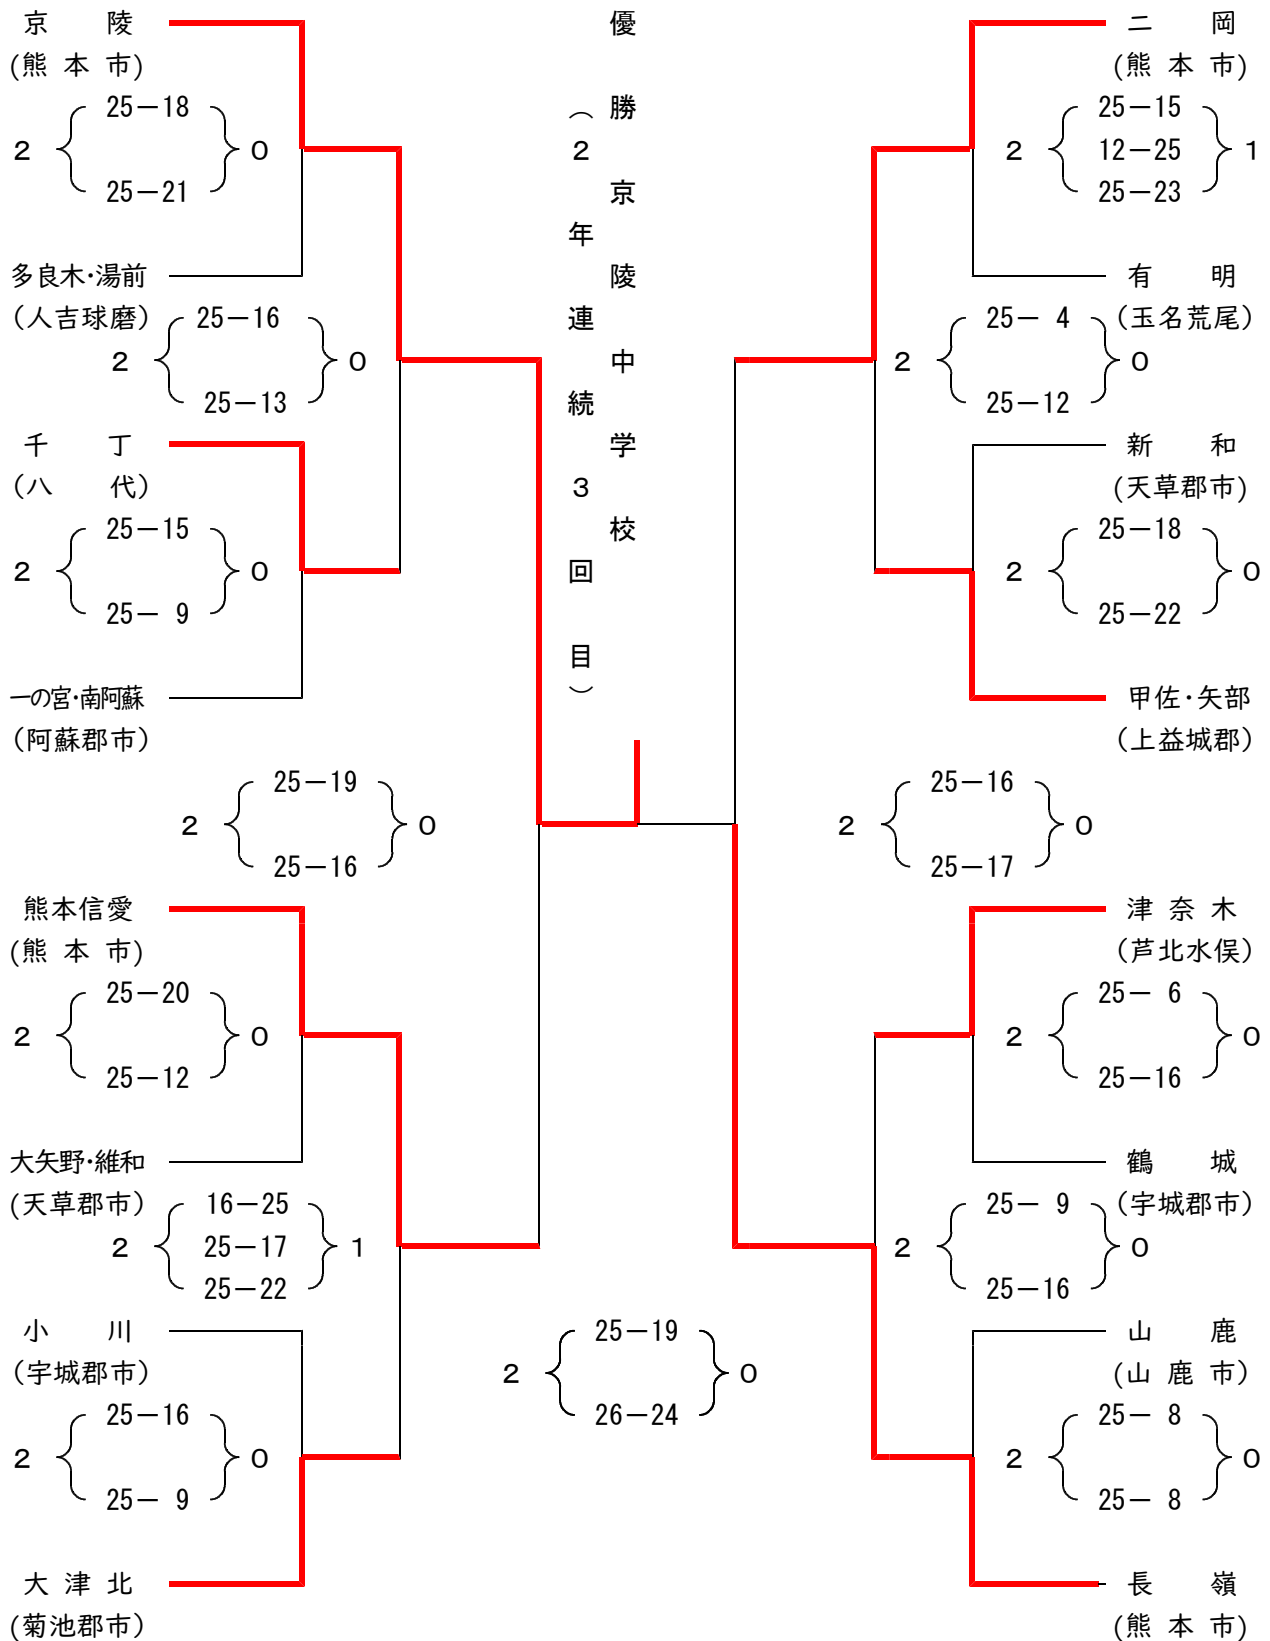 優勝 京陵中学校
（2年連続3回目）
京 陵
(熊 本 市)
25－18
2 0
25－21
多良木・湯前
(人吉球磨)
25－16
2 0
25－13
千 丁
(八 代)
25－15
2 0
25－ 9
一の宮・南阿蘇
(阿蘇郡市)
25－19
2 0
25－16
熊本信愛
(熊 本 市)
25－20
2 0
25－12
大矢野・維和
(天草郡市)
16－25
2 25－17 1
25－22
小 川
(宇城郡市)
25－16
2 0
25－ 9
大 津 北
(菊池郡市)
25－19
2 0
26－24
二 岡
(熊 本 市)
25－15
2 12－25 1
25－23
有 明
(玉名荒尾)
25－ 4
2 0
25－12
新 和
(天草郡市)
25－18
2 0
25－22
甲佐・矢部
(上益城郡)
25－16
2 0
25－17
津 奈 木
(芦北水俣)
25－ 6
2 0
25－16
鶴 城
(宇城郡市)
25－ 9
2 0
25－16
山 鹿
(山 鹿 市)
25－ 8
2 0
25－ 8
長 嶺
(熊 本 市)